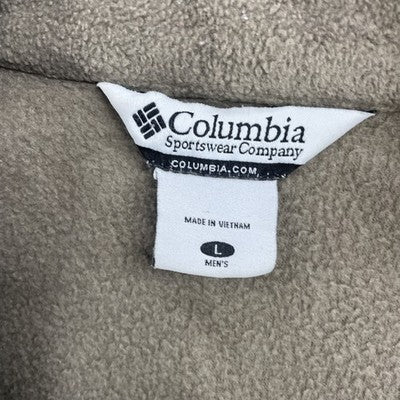 Columbia
Sportswear Company
COLUMBIA.COM
MADE IN VIETNAM
L
MEN'S